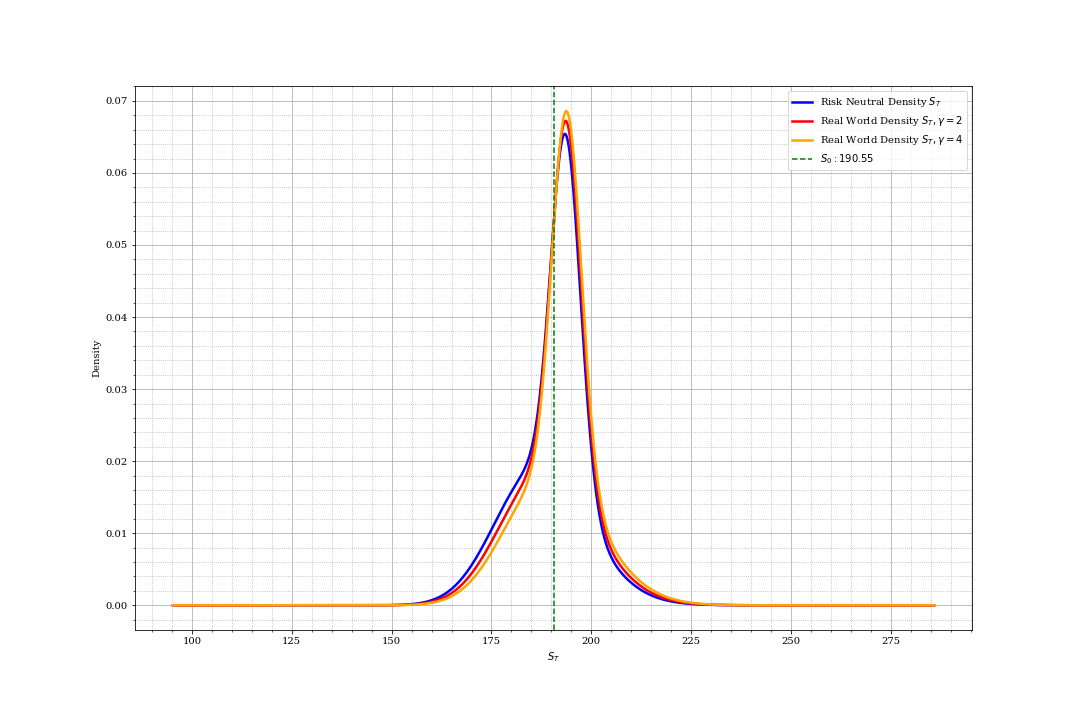 0.07
0.06
0.05
0.04
0.03
0.02
0.01
0.00
Density
100
125
150
175
200
225
250
275
S_T
Risk Neutral Density S_T
Real World Density S_T, γ = 2
Real World Density S_T, γ = 4
S_0 : 190.55